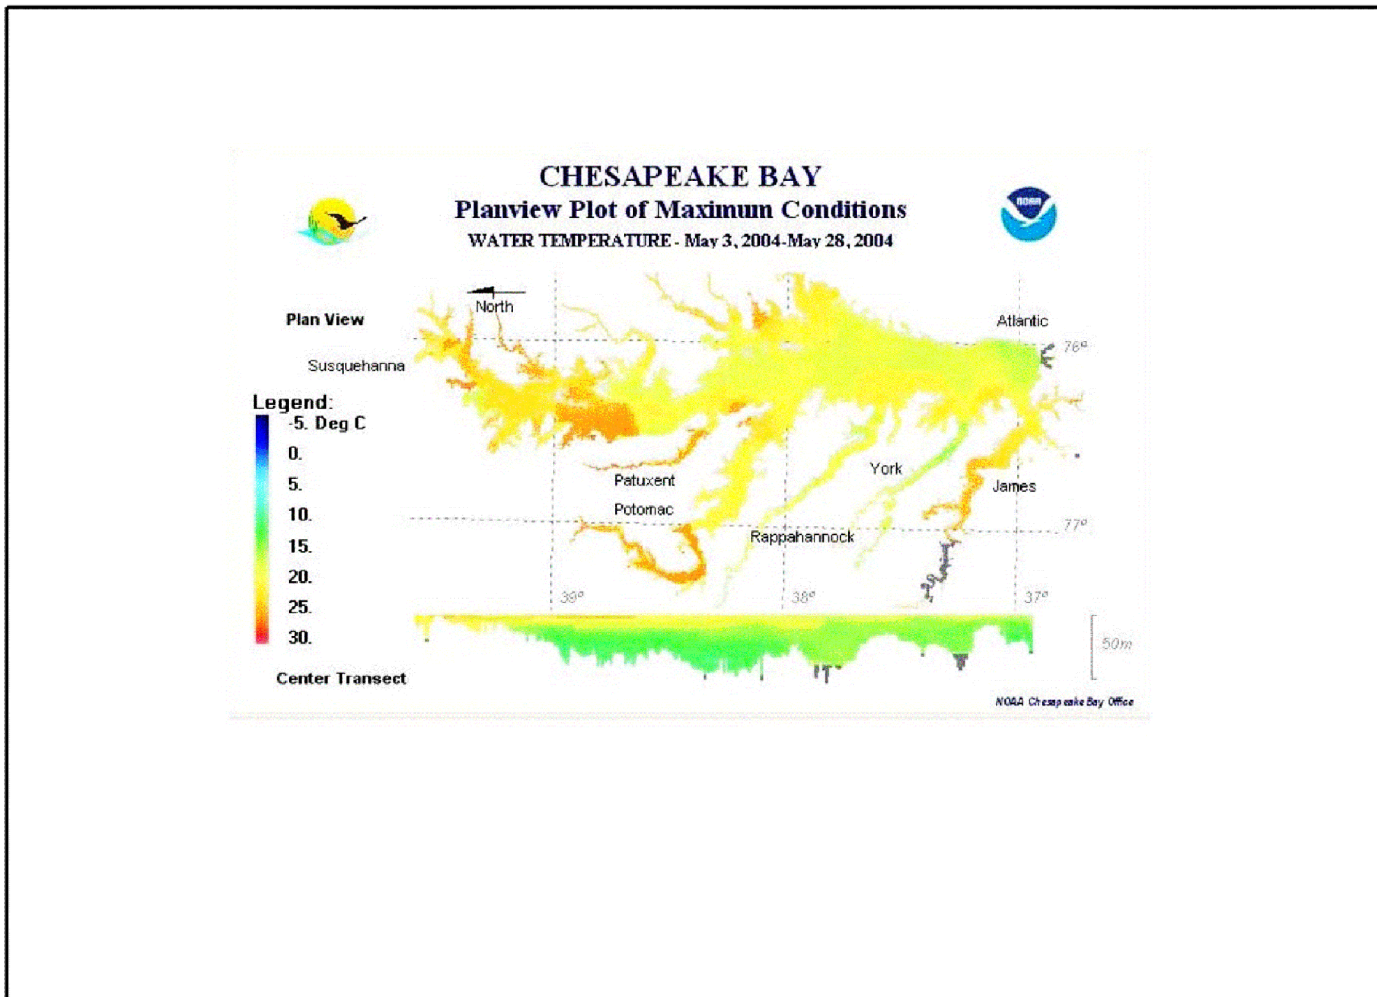 CHESAPEAKE BAY
Planview Plot of Maximum Conditions
WATER TEMPERATURE - May 3, 2004-May 28, 2004
NOAA
North
Plan View
Atlantic
76°
Susquehanna
Legend:
-5. Deg C
0.
5.
10.
15.
20.
25.
30.
York
Patuxent
James
Potomac
77°
Rappahannock
39°
38°
37°
50m
Center Transect
NOAA Chesapeake Bay Office